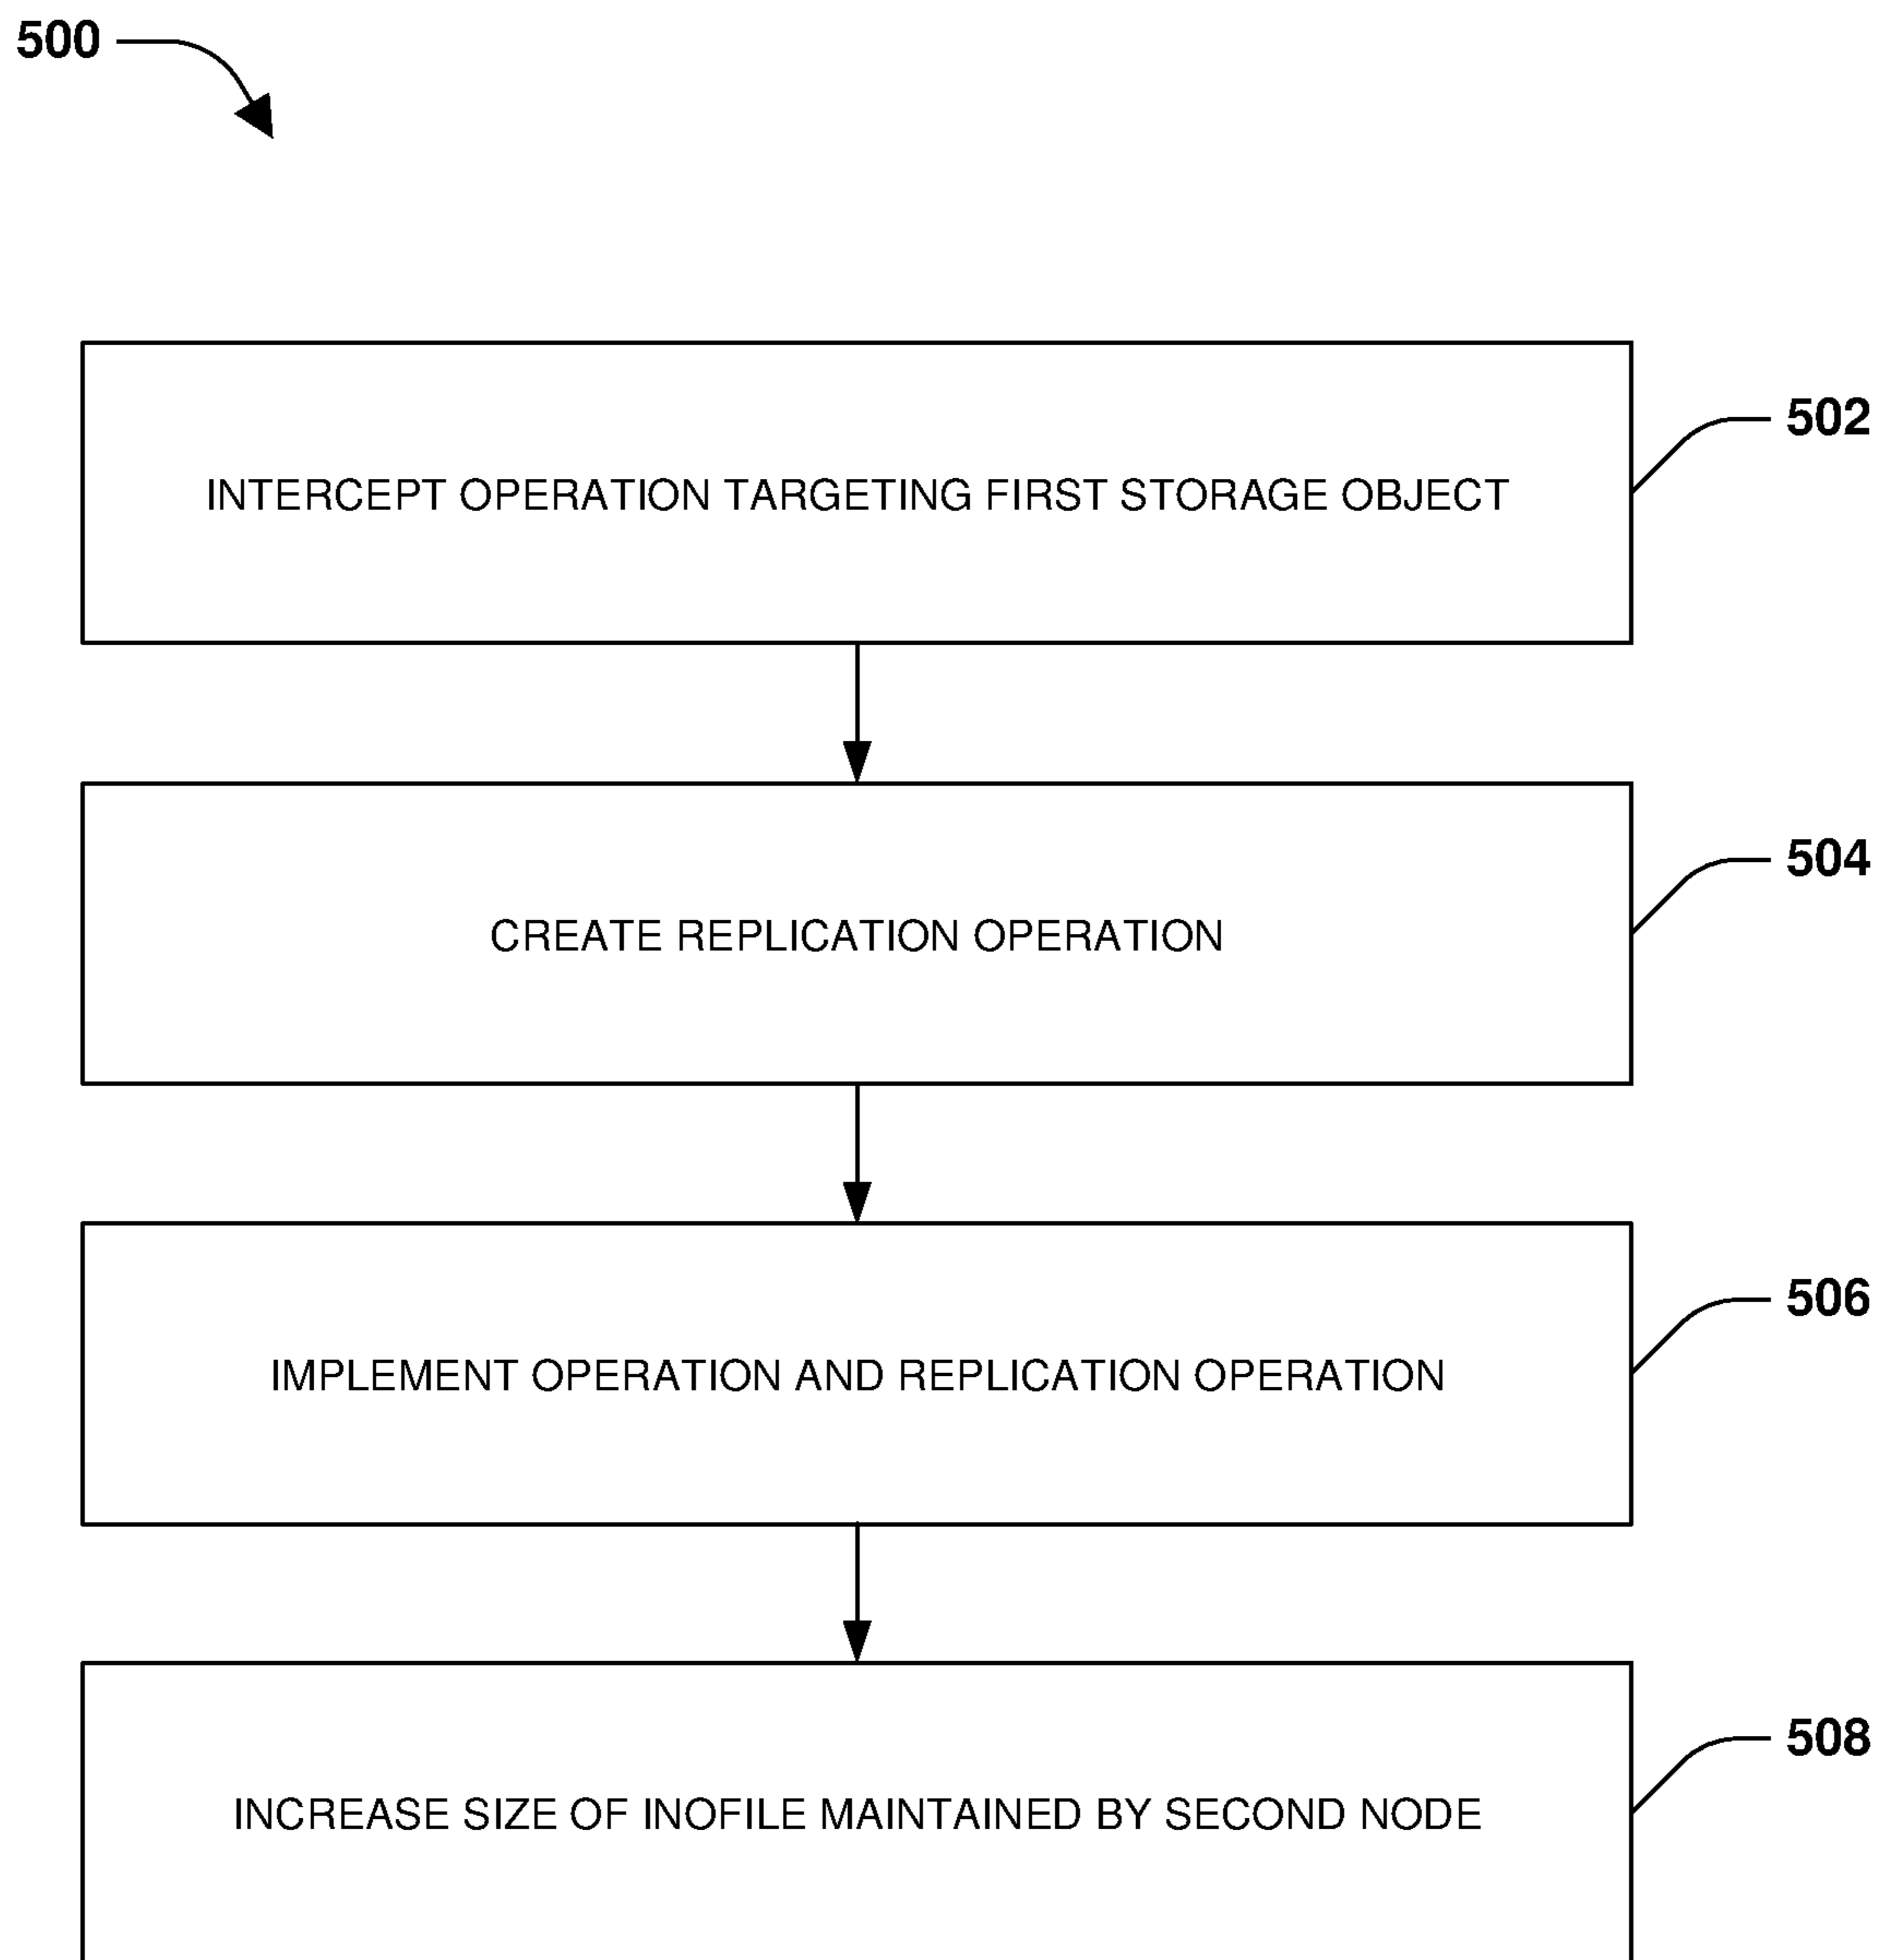 500
INTERCEPT OPERATION TARGETING FIRST STORAGE OBJECT
502
CREATE REPLICATION OPERATION
504
IMPLEMENT OPERATION AND REPLICATION OPERATION
506
INCREASE SIZE OF INOFILE MAINTAINED BY SECOND NODE
508